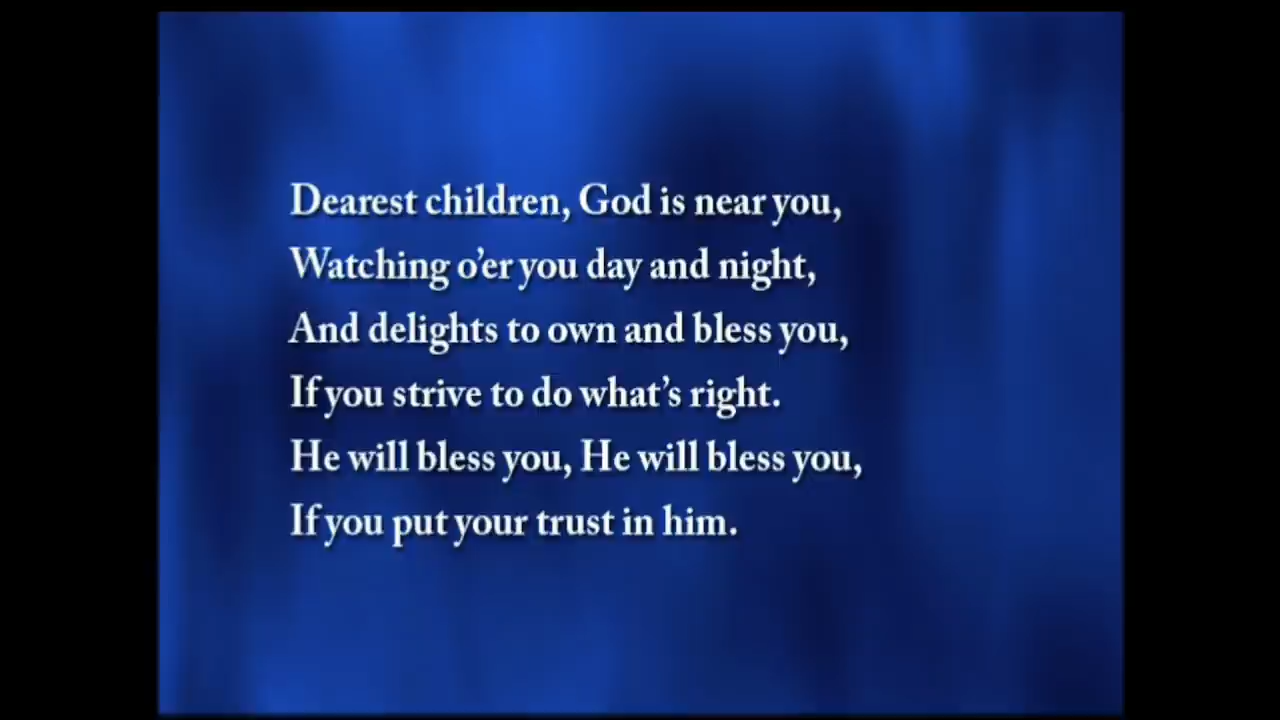 Dearest children, God is near you,
Watching o’er you day and night,
And delights to own and bless you,
If you strive to do what’s right.
He will bless you, He will bless you,
If you put your trust in him.